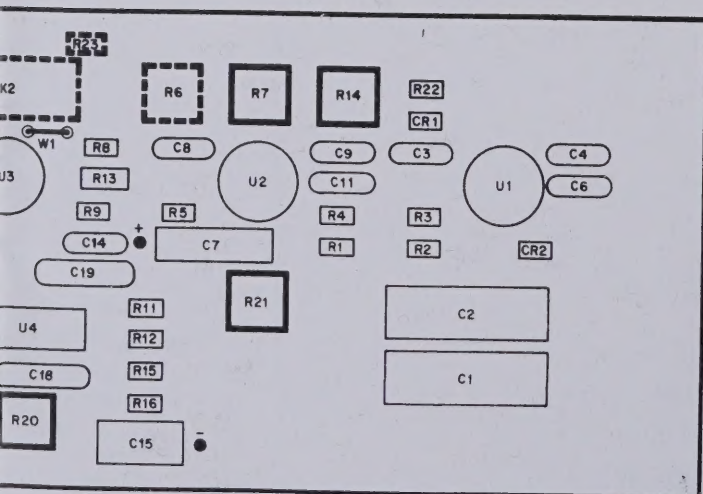 R23
K2
R6
R7
R14
R22
CR1
W1
R8
C8
C9
C3
C4
U3
R13
U2
C11
U1
C6
R9
R5
R4
R3
C14
+
C7
R1
R2
CR2
C19
R11
R21
C2
U4
R12
C18
R15
C1
R16
R20
C15
-